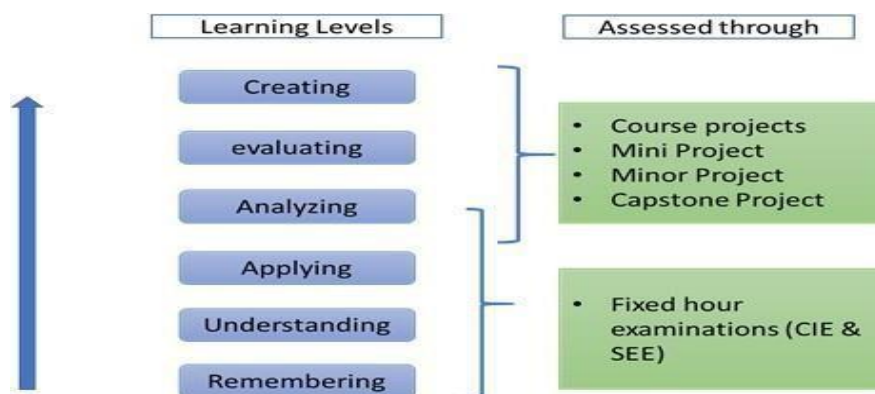 Learning Levels
Assessed through
Creating
evaluating
Analyzing
Applying
Understanding
Remembering
• Course projects
• Mini Project
• Minor Project
• Capstone Project
• Fixed hour
examinations (CIE &
SEE)